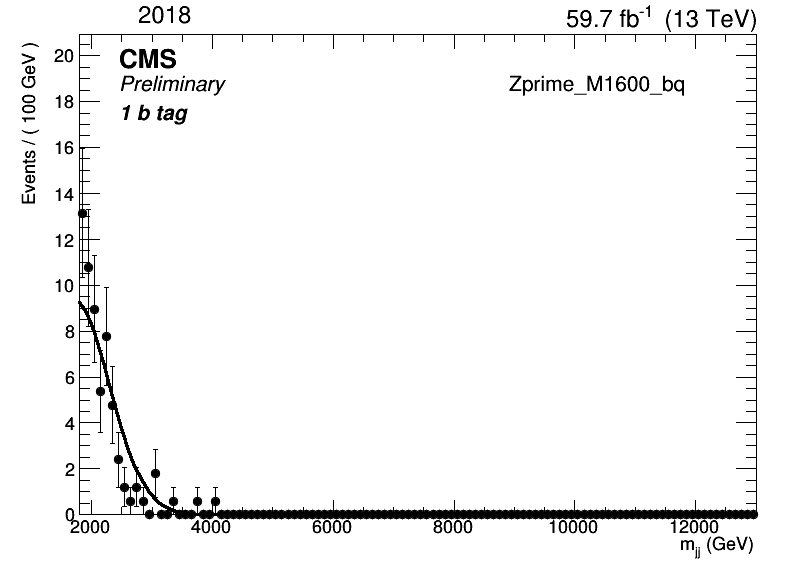 2018
59.7 fb⁻¹ (13 TeV)
CMS
Preliminary
1 b tag
Zprime_M1600_bq
Events / ( 100 GeV )
20
18
16
14
12
10
8
6
4
2
0
2000 4000 6000 8000 10000 12000
m_jj (GeV)